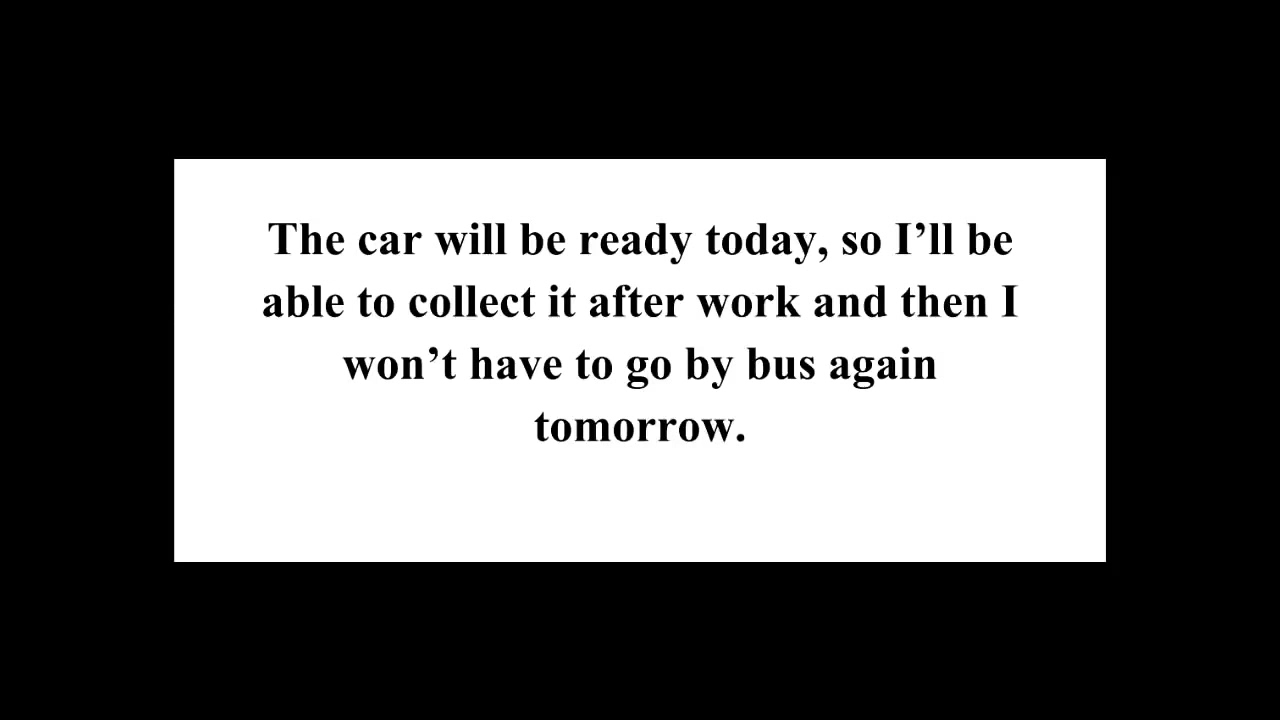 The car will be ready today, so I’ll be
able to collect it after work and then I
won’t have to go by bus again
tomorrow.